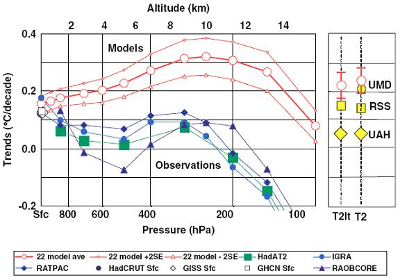 Altitude (km)
2 4 6 8 10 12 14
0.4
Models
0.2
0.0
Observations
-0.2
Trends (°C/decade)
Sfc 800 600 400 200 100
Pressure (hPa)
UMD
RSS
UAH
T2lt T2
22 model ave 22 model +2SE 22 model - 2SE HadAT2 IGRA
RATPAC HadCRUT Sfc GISS Sfc GHCN Sfc RAOBCORE